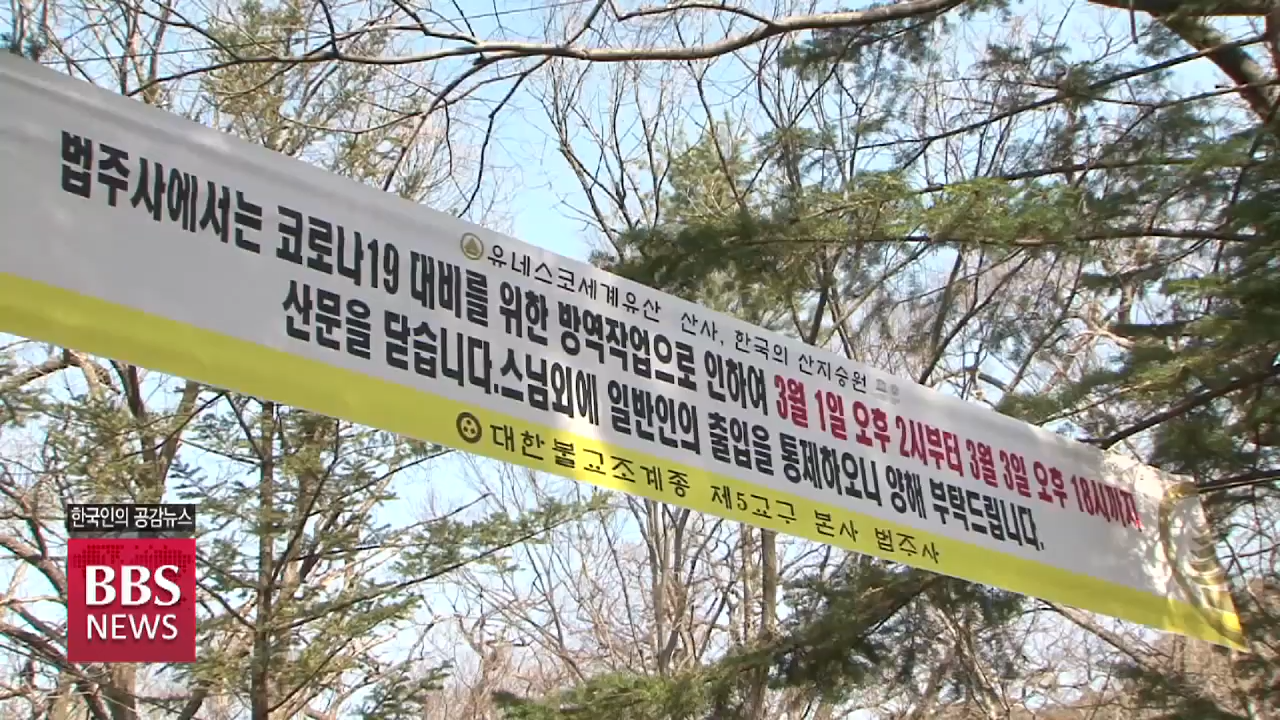 유네스코세계유산 산사, 한국의 산지승원
법주사에서는 코로나19 대비를 위한 방역작업으로 인하여 3월 1일 오후 2시부터 3월 3일 오후 18시까지
산문을 닫습니다.스님외에 일반인의 출입을 통제하오니 양해 부탁드립니다.
대한불교조계종 제5교구 본사 법주사
한국인의 공감뉴스
BBS
NEWS